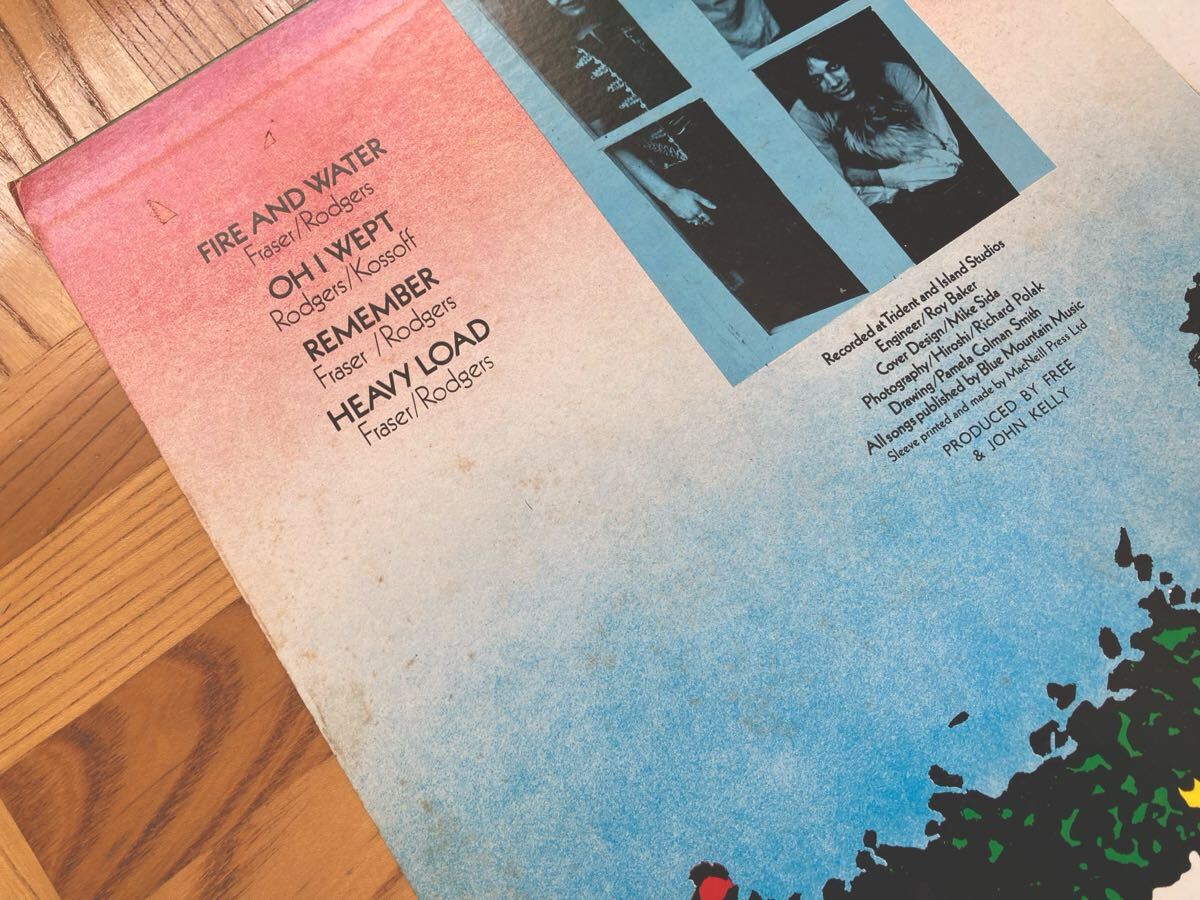 FIRE AND WATER
Fraser/Rodgers
OH I WEPT
Rodgers/Kossoff
REMEMBER
Fraser /Rodgers
HEAVY LOAD
Fraser/Rodgers
Recorded at Trident and Island Studios
Engineer/Roy Baker
Cover Design/Mike Sida
Photography/Hiroshi/Richard Polak
Drawing/Pamela Colman Smith
All songs published by Blue Mountain Music
Sleeve printed and made by MacNeill Press Ltd
PRODUCED BY FREE
& JOHN KELLY